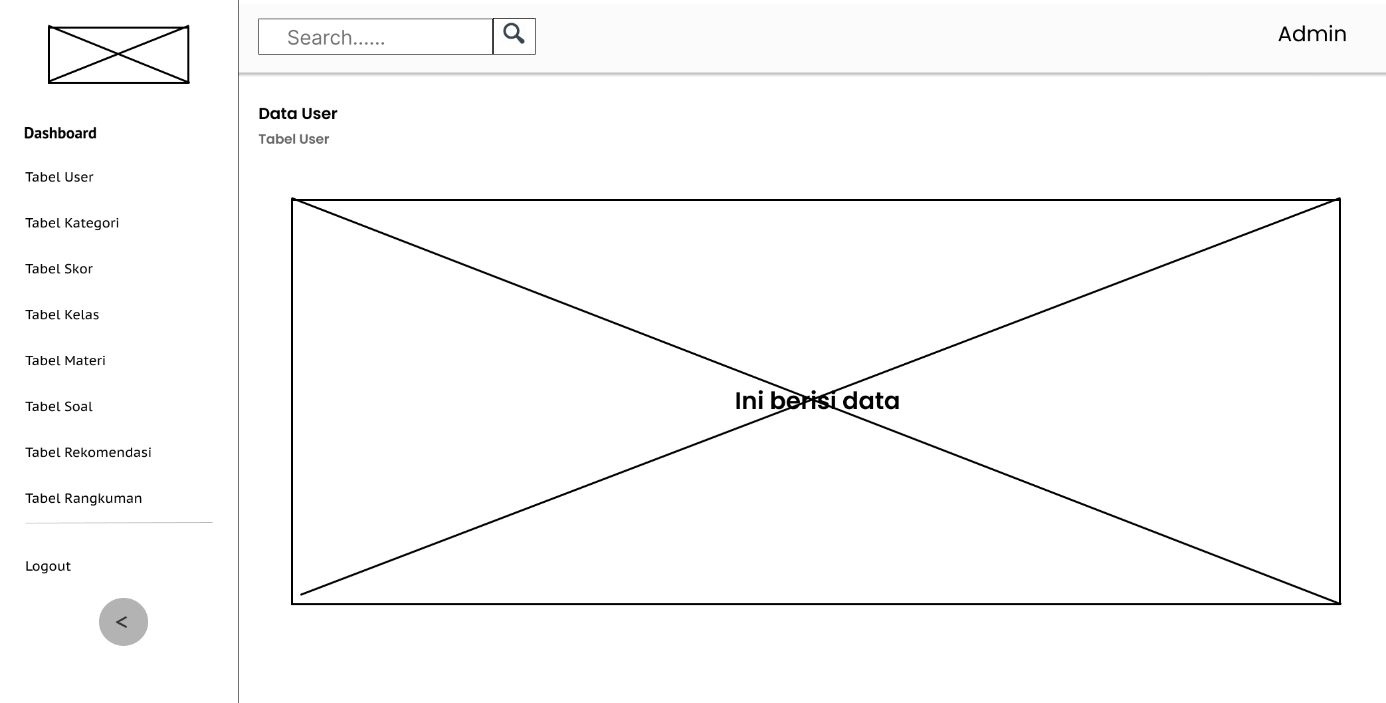 Search......
Admin
Dashboard
Tabel User
Tabel Kategori
Tabel Skor
Tabel Kelas
Tabel Materi
Tabel Soal
Tabel Rekomendasi
Tabel Rangkuman
Logout
<
Data User
Tabel User
Ini berisi data